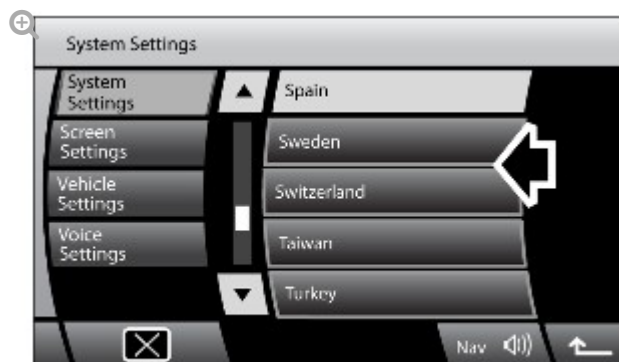 System Settings
System
Settings
Screen
Settings
Vehicle
Settings
Voice
Settings
Spain
Sweden
Switzerland
Taiwan
Turkey
Nav